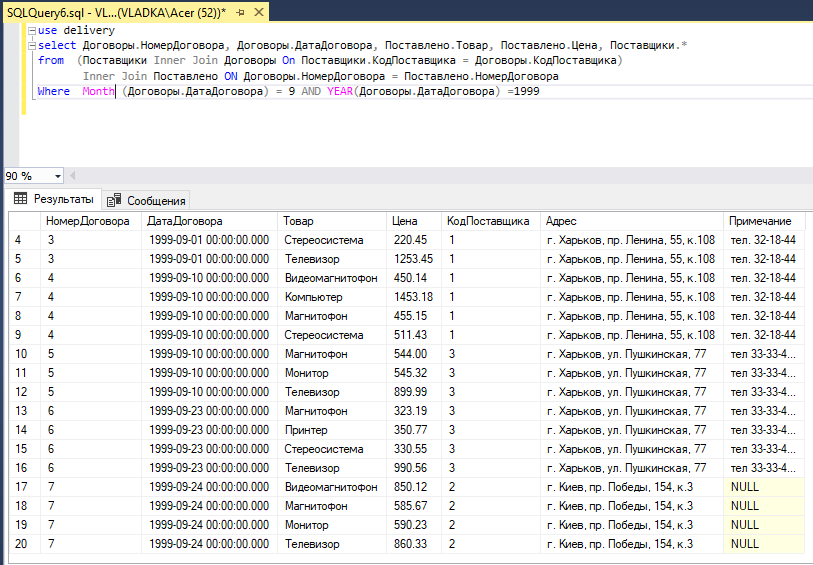 SQLQuery6.sql - VL...(VLADKA\Acer (52))*
use delivery
select Договоры.НомерДоговора, Договоры.ДатаДоговора, Поставлено.Товар, Поставлено.Цена, Поставщики.*
from (Поставщики Inner Join Договоры On Поставщики.КодПоставщика = Договоры.КодПоставщика)
Inner Join Поставлено ON Договоры.НомерДоговора = Поставлено.НомерДоговора
Where Month (Договоры.ДатаДоговора) = 9 AND YEAR(Договоры.ДатаДоговора) =1999
90 %
Результаты Сообщения
НомерДоговора ДатаДоговора Товар Цена КодПоставщика Адрес Примечание
4 3 1999-09-01 00:00:00.000 Стереосистема 220.45 1 г. Харьков, пр. Ленина, 55, к.108 тел. 32-18-44
5 3 1999-09-01 00:00:00.000 Телевизор 1253.45 1 г. Харьков, пр. Ленина, 55, к.108 тел. 32-18-44
6 4 1999-09-10 00:00:00.000 Видеомагнитофон 450.14 1 г. Харьков, пр. Ленина, 55, к.108 тел. 32-18-44
7 4 1999-09-10 00:00:00.000 Компьютер 1453.18 1 г. Харьков, пр. Ленина, 55, к.108 тел. 32-18-44
8 4 1999-09-10 00:00:00.000 Магнитофон 455.15 1 г. Харьков, пр. Ленина, 55, к.108 тел. 32-18-44
9 4 1999-09-10 00:00:00.000 Стереосистема 511.43 1 г. Харьков, пр. Ленина, 55, к.108 тел. 32-18-44
10 5 1999-09-10 00:00:00.000 Магнитофон 544.00 3 г. Харьков, ул. Пушкинская, 77 тел 33-33-4...
11 5 1999-09-10 00:00:00.000 Монитор 545.32 3 г. Харьков, ул. Пушкинская, 77 тел 33-33-4...
12 5 1999-09-10 00:00:00.000 Телевизор 899.99 3 г. Харьков, ул. Пушкинская, 77 тел 33-33-4...
13 6 1999-09-23 00:00:00.000 Магнитофон 323.19 3 г. Харьков, ул. Пушкинская, 77 тел 33-33-4...
14 6 1999-09-23 00:00:00.000 Принтер 350.77 3 г. Харьков, ул. Пушкинская, 77 тел 33-33-4...
15 6 1999-09-23 00:00:00.000 Стереосистема 330.55 3 г. Харьков, ул. Пушкинская, 77 тел 33-33-4...
16 6 1999-09-23 00:00:00.000 Телевизор 990.56 3 г. Харьков, ул. Пушкинская, 77 тел 33-33-4...
17 7 1999-09-24 00:00:00.000 Видеомагнитофон 850.12 2 г. Киев, пр. Победы, 154, к.3 NULL
18 7 1999-09-24 00:00:00.000 Магнитофон 585.67 2 г. Киев, пр. Победы, 154, к.3 NULL
19 7 1999-09-24 00:00:00.000 Монитор 590.23 2 г. Киев, пр. Победы, 154, к.3 NULL
20 7 1999-09-24 00:00:00.000 Телевизор 860.33 2 г. Киев, пр. Победы, 154, к.3 NULL